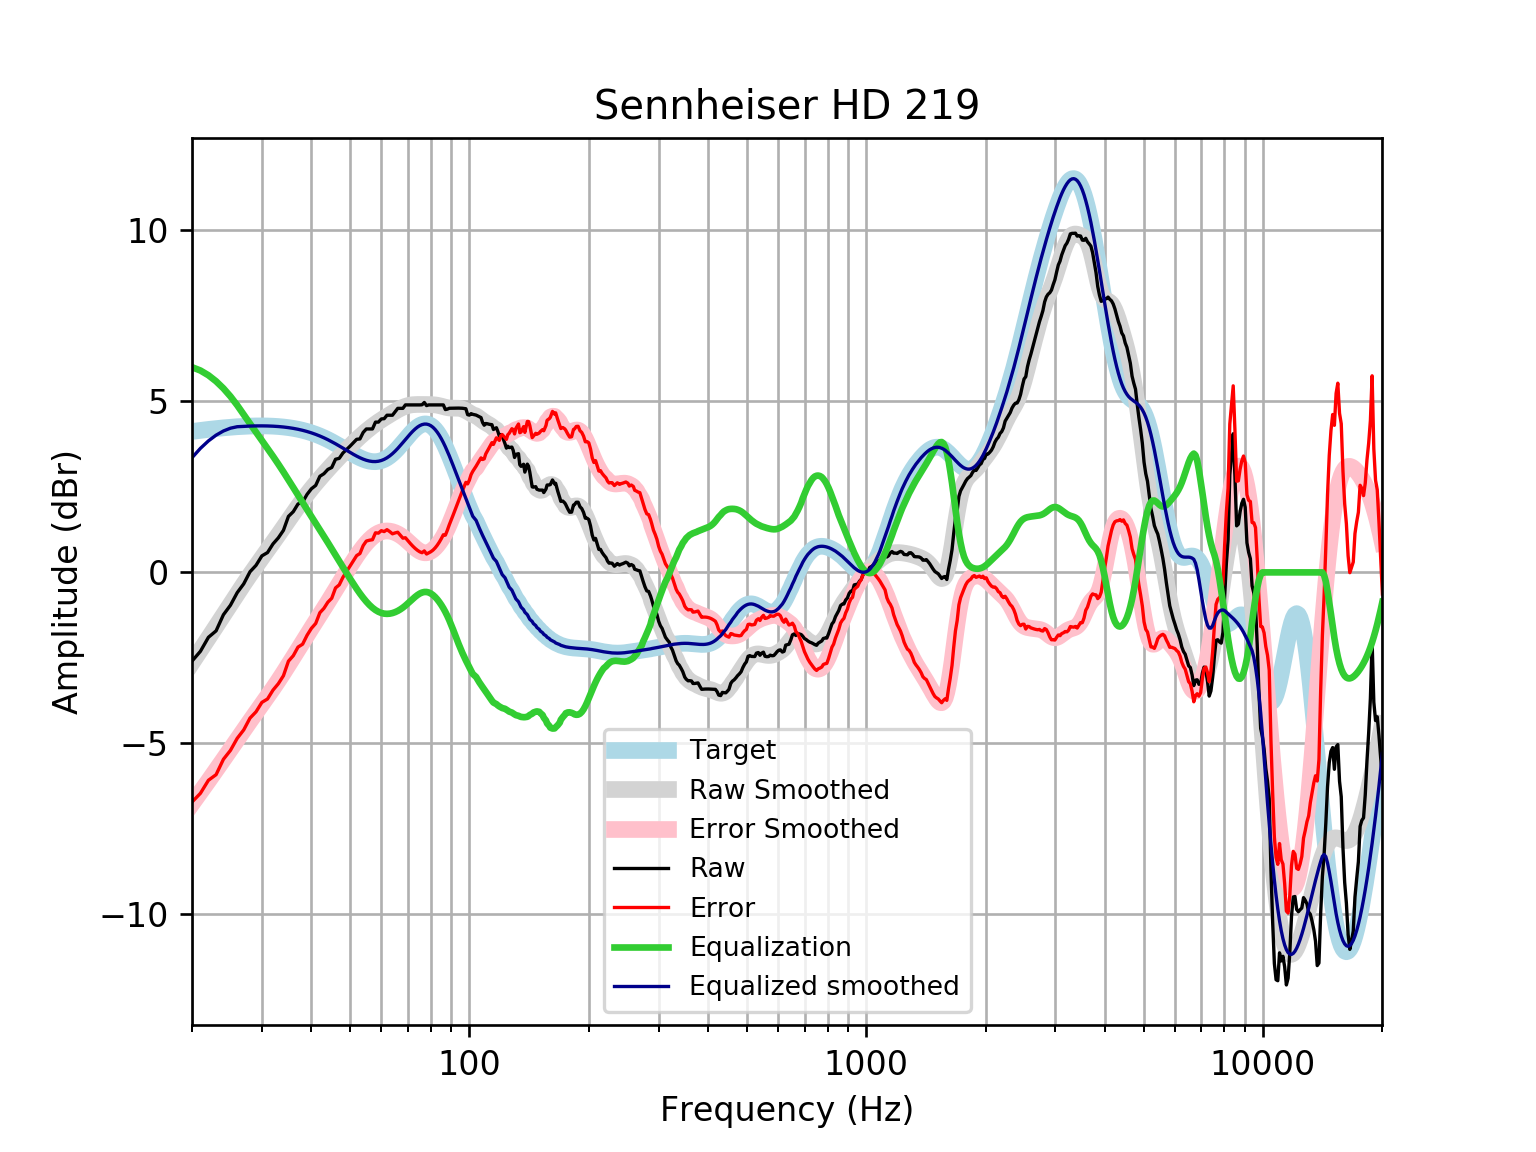 Sennheiser HD 219
Amplitude (dBr)
10
5
0
−5
−10
Target
Raw Smoothed
Error Smoothed
Raw
Error
Equalization
Equalized smoothed
100 1000 10000
Frequency (Hz)